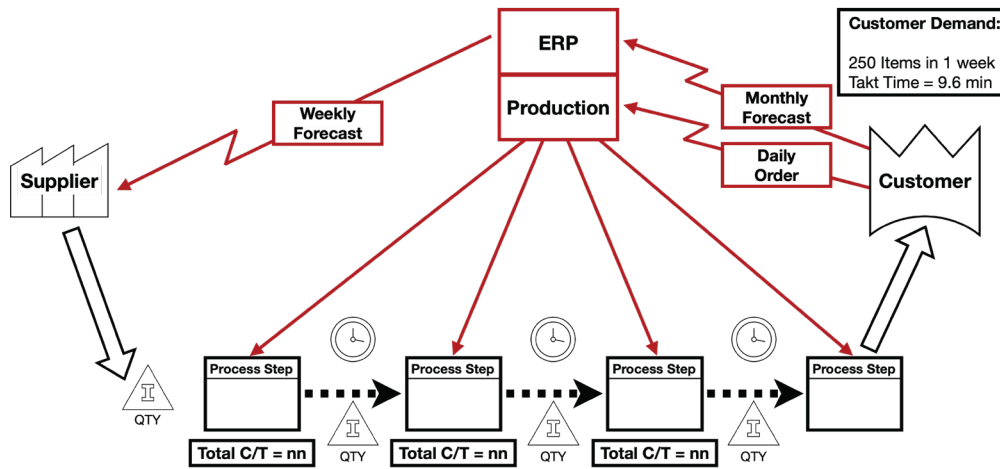 ERP
Production
Customer Demand:
250 Items in 1 week
Takt Time = 9.6 min
Weekly
Forecast
Monthly
Forecast
Daily
Order
Supplier
Customer
Process Step
Process Step
Process Step
Process Step
I
QTY
I
QTY
I
QTY
I
QTY
Total C/T = nn
Total C/T = nn
Total C/T = nn